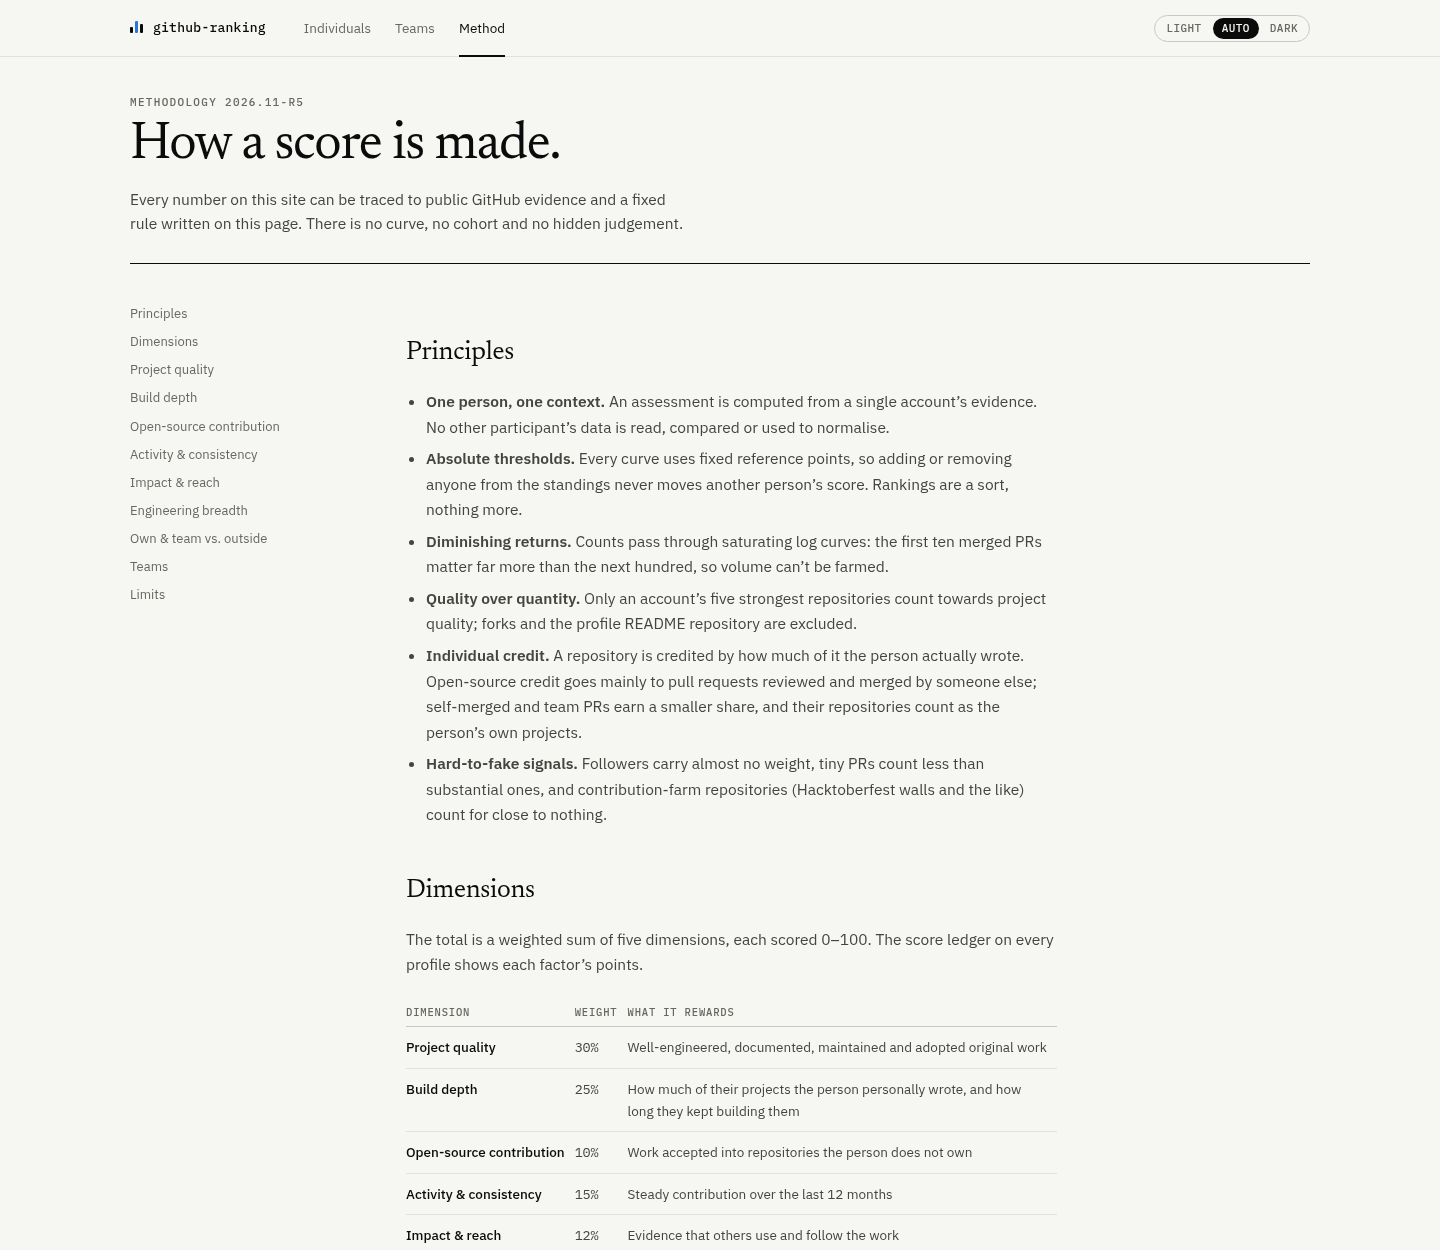 github-ranking
Individuals
Teams
Method
LIGHT
AUTO
DARK
METHODOLOGY 2026.11-R5
How a score is made.
Every number on this site can be traced to public GitHub evidence and a fixed
rule written on this page. There is no curve, no cohort and no hidden judgement.
Principles
Dimensions
Project quality
Build depth
Open-source contribution
Activity & consistency
Impact & reach
Engineering breadth
Own & team vs. outside
Teams
Limits
Principles
One person, one context. An assessment is computed from a single account’s evidence.
No other participant’s data is read, compared or used to normalise.
Absolute thresholds. Every curve uses fixed reference points, so adding or removing
anyone from the standings never moves another person’s score. Rankings are a sort,
nothing more.
Diminishing returns. Counts pass through saturating log curves: the first ten merged PRs
matter far more than the next hundred, so volume can’t be farmed.
Quality over quantity. Only an account’s five strongest repositories count towards project
quality; forks and the profile README repository are excluded.
Individual credit. A repository is credited by how much of it the person actually wrote.
Open-source credit goes mainly to pull requests reviewed and merged by someone else;
self-merged and team PRs earn a smaller share, and their repositories count as the
person’s own projects.
Hard-to-fake signals. Followers carry almost no weight, tiny PRs count less than
substantial ones, and contribution-farm repositories (Hacktoberfest walls and the like)
count for close to nothing.
Dimensions
The total is a weighted sum of five dimensions, each scored 0–100. The score ledger on every
profile shows each factor’s points.
DIMENSION WEIGHT WHAT IT REWARDS
Project quality 30% Well-engineered, documented, maintained and adopted original work
Build depth 25% How much of their projects the person personally wrote, and how
long they kept building them
Open-source contribution 10% Work accepted into repositories the person does not own
Activity & consistency 15% Steady contribution over the last 12 months
Impact & reach 12% Evidence that others use and follow the work